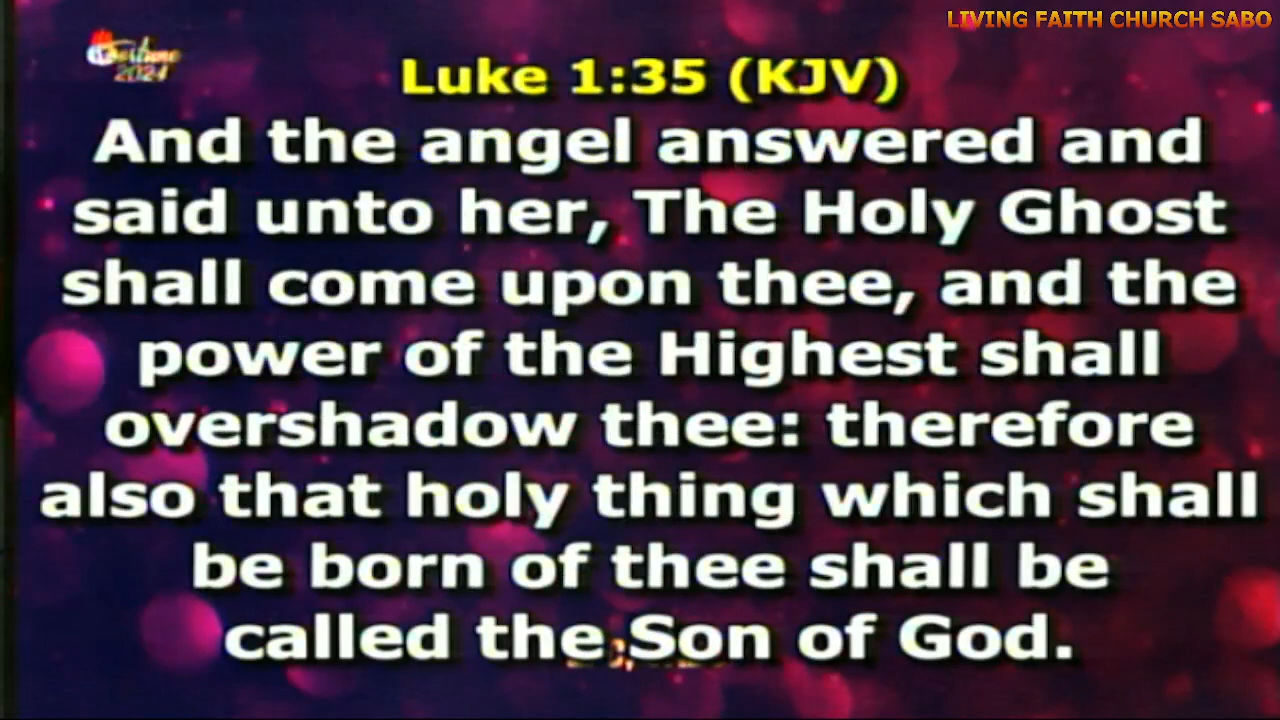 LIVING FAITH CHURCH SABO
2024
Luke 1:35 (KJV)
And the angel answered and
said unto her, The Holy Ghost
shall come upon thee, and the
power of the Highest shall
overshadow thee: therefore
also that holy thing which shall
be born of thee shall be
called the Son of God.